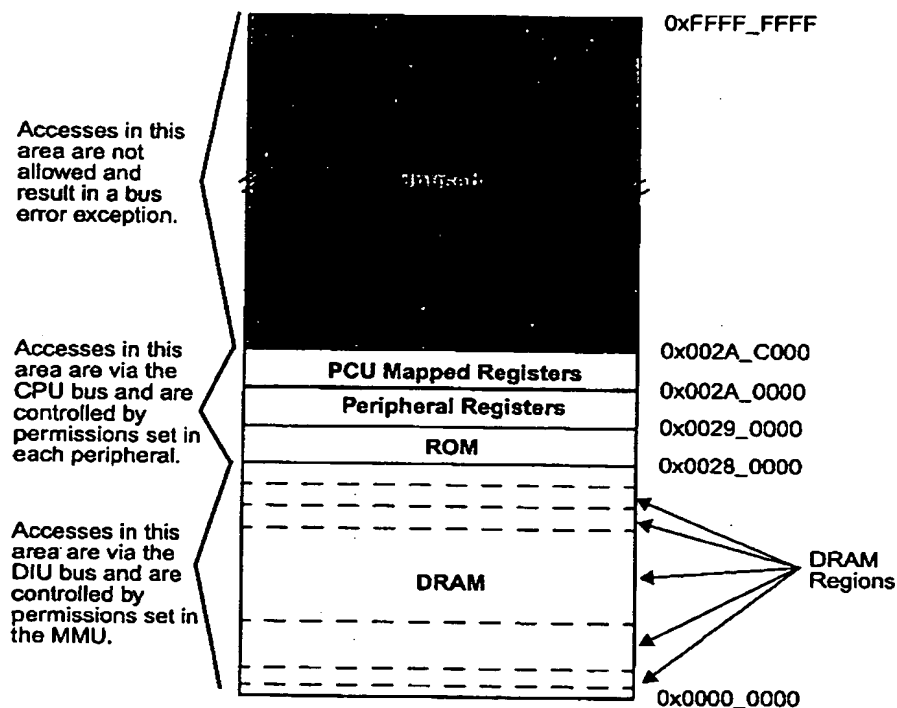 0xFFFF_FFFF
Accesses in this
area are not
allowed and
result in a bus
error exception.
0x002A_C000
Accesses in this
area are via the
CPU bus and are
controlled by
permissions set in
each peripheral.
PCU Mapped Registers
0x002A_0000
Peripheral Registers
0x0029_0000
ROM
0x0028_0000
Accesses in this
area are via the
DIU bus and are
controlled by
permissions set in
the MMU.
DRAM
DRAM
Regions
0x0000_0000